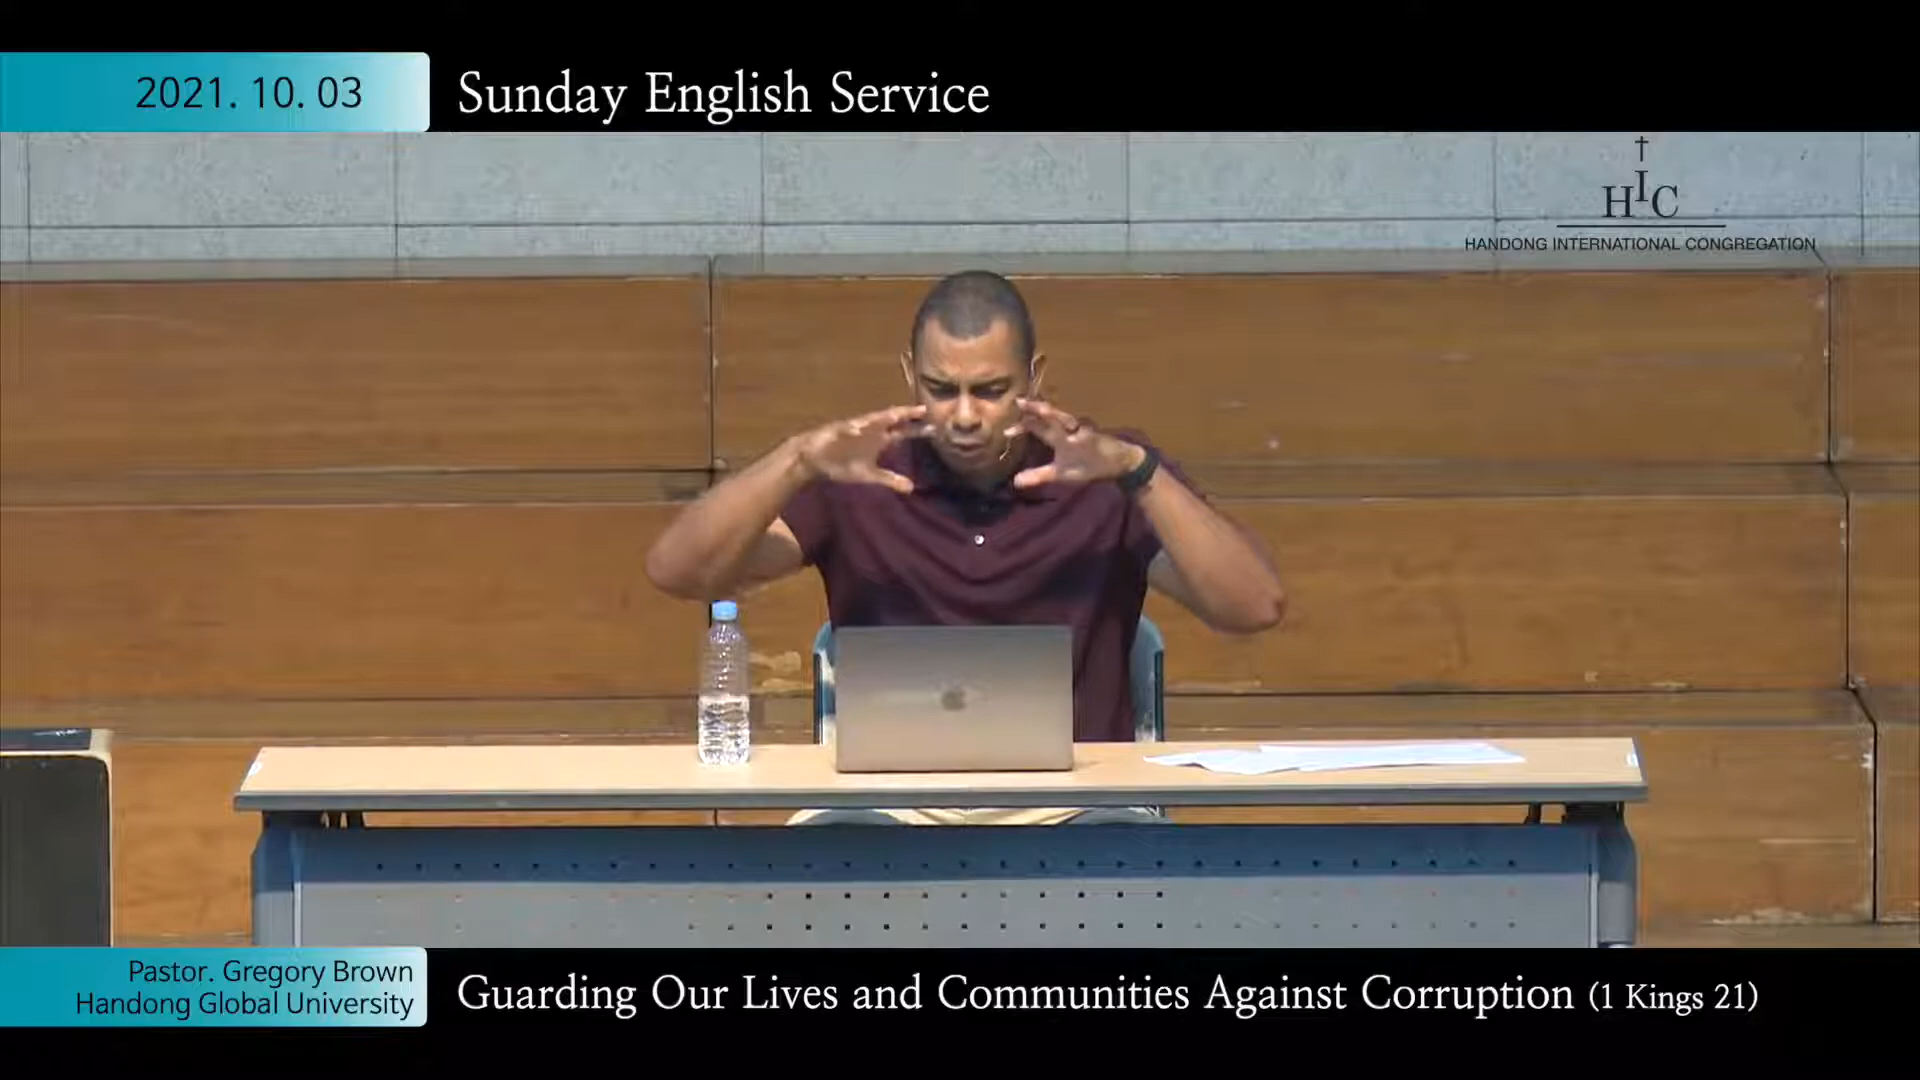 2021. 10. 03
Sunday English Service
HIC
HANDONG INTERNATIONAL CONGREGATION
Pastor. Gregory Brown
Handong Global University
Guarding Our Lives and Communities Against Corruption (1 Kings 21)